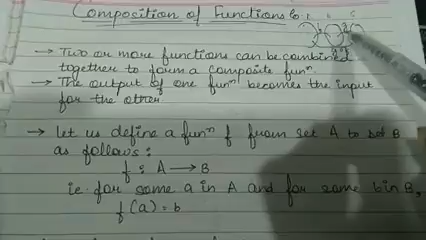 Composition of Functions
→ Two or more functions can be combined
together to form a composite funⁿ.
→ The output of one funⁿ becomes the input
for the other.
→ Let us define a funⁿ f from set A to set B
as follows:
f : A → B
ie for some a in A and for some b in B,
f(a) = b